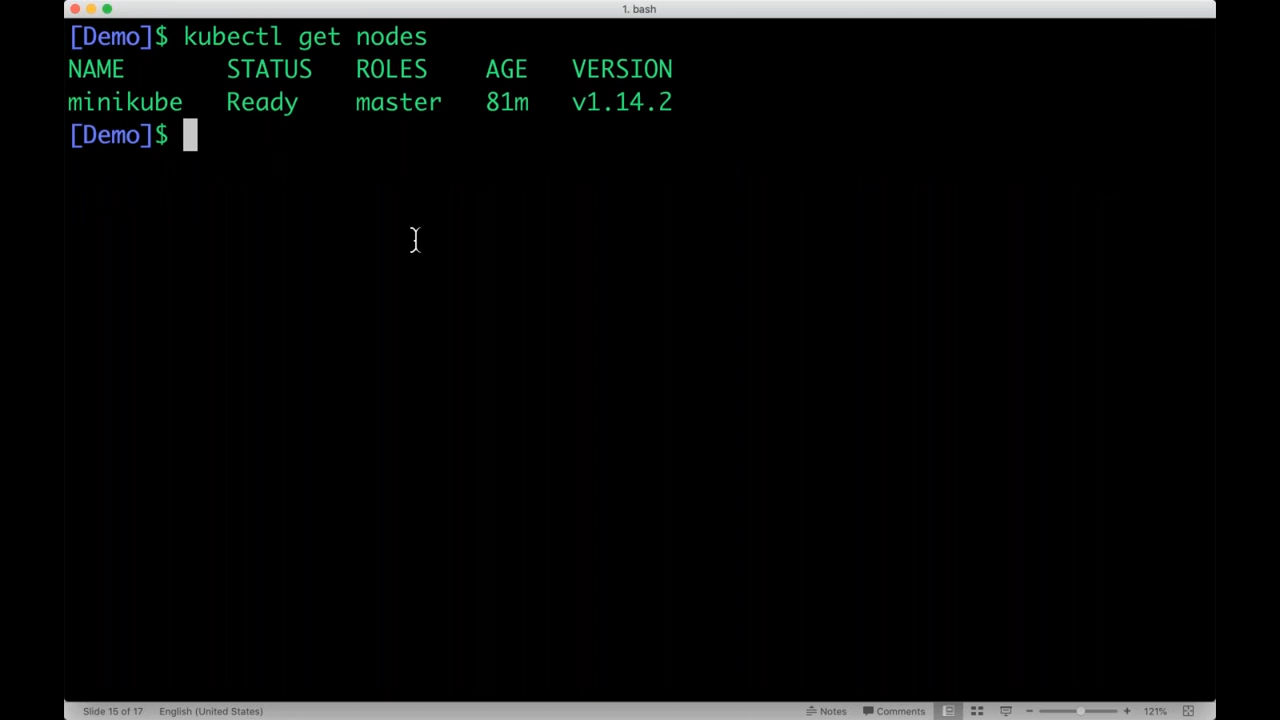 1. bash
[Demo]$ kubectl get nodes
NAME STATUS ROLES AGE VERSION
minikube Ready master 81m v1.14.2
[Demo]$
Slide 15 of 17 English (United States) Notes Comments 121%